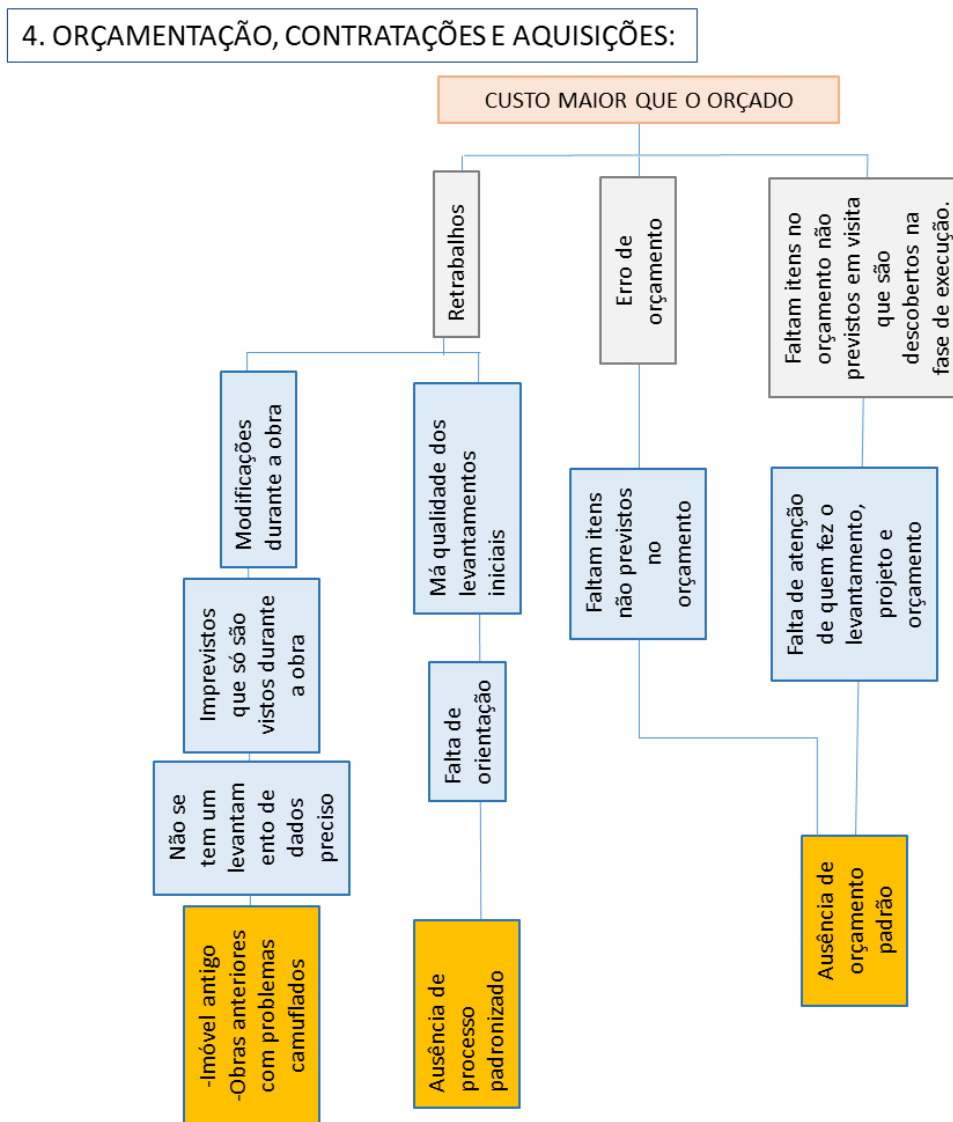 4. ORÇAMENTAÇÃO, CONTRATAÇÕES E AQUISIÇÕES:
CUSTO MAIOR QUE O ORÇADO
Retrabalhos
Erro de
orçamento
Faltam itens no
orçamento não
previstos em visita
que são
descobertos na
fase de execução.
Modificações
durante a obra
Má qualidade dos
levantamentos
iniciais
Faltam itens
não previstos
no
orçamento
Falta de atenção
de quem fez o
levantamento,
projeto e
orçamento
Imprevistos
que só são
vistos durante
a obra
Falta de
orientação
Não se
tem um
levantam
ento de
dados
preciso
Ausência de
orçamento
padrão
-Imóvel antigo
-Obras anteriores
com problemas
camuflados
Ausência de
processo
padronizado